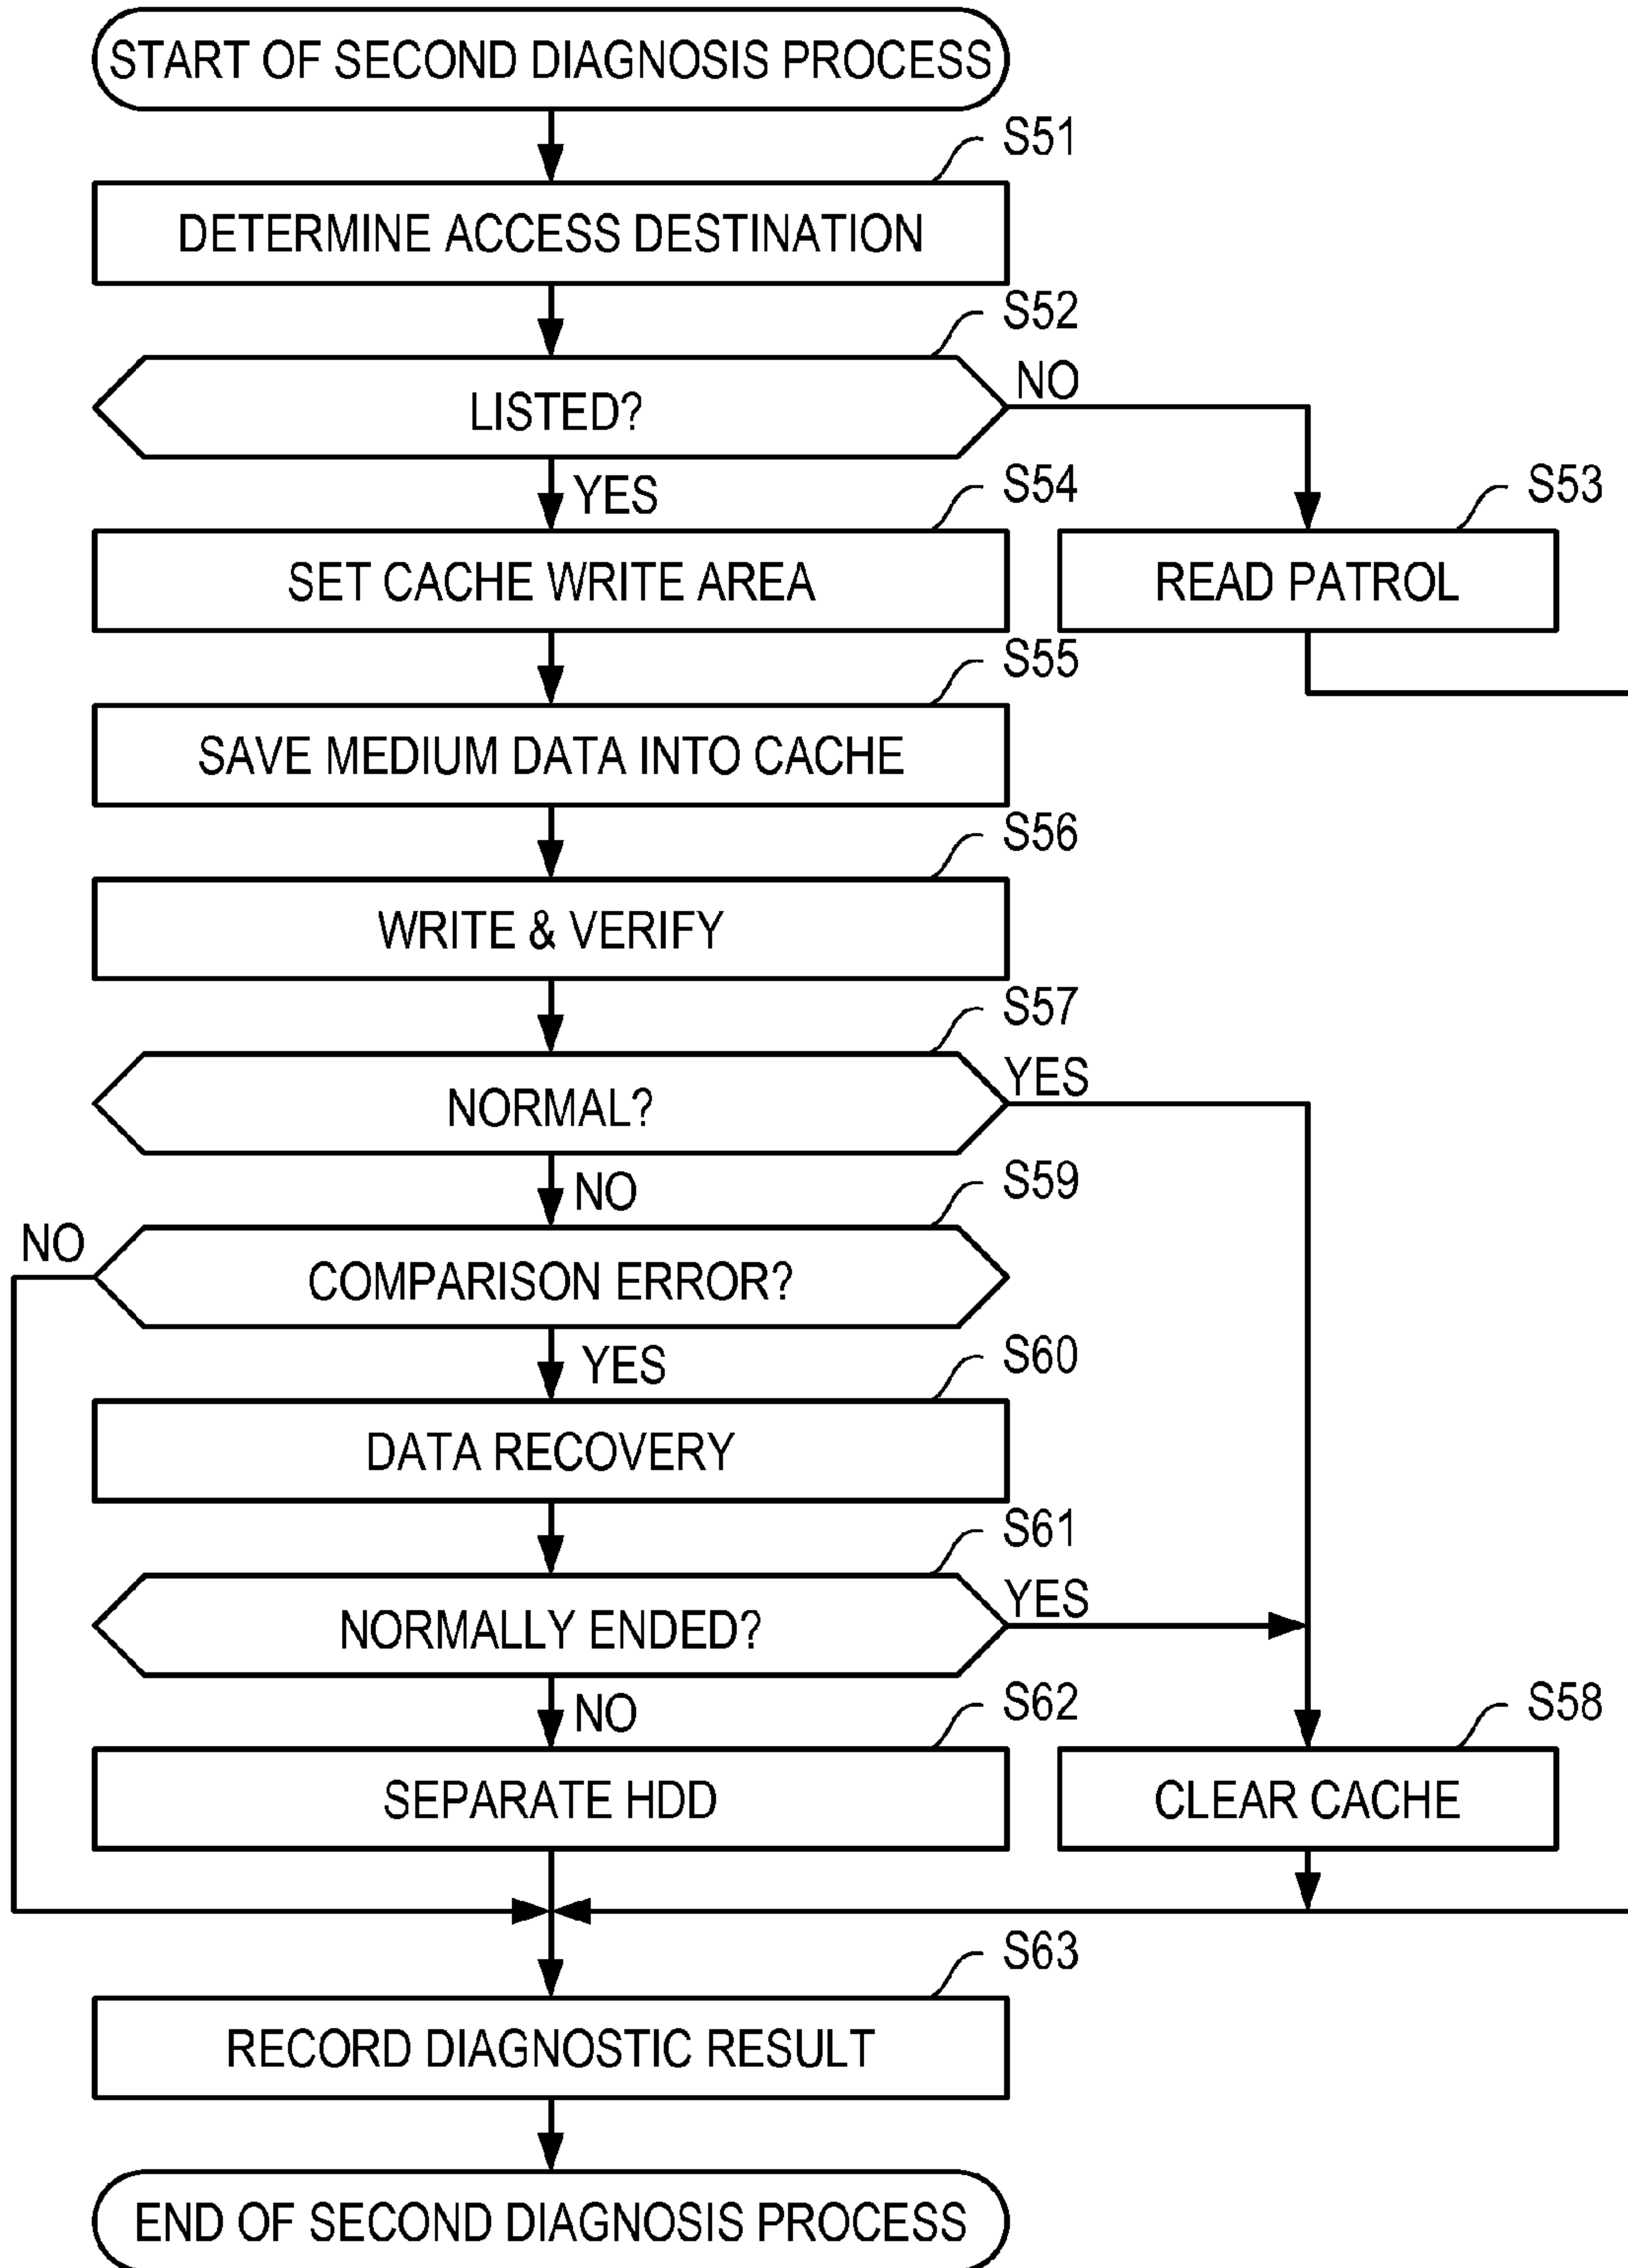 START OF SECOND DIAGNOSIS PROCESS
S51
DETERMINE ACCESS DESTINATION
S52
LISTED?
NO
YES
S54
S53
SET CACHE WRITE AREA
READ PATROL
S55
SAVE MEDIUM DATA INTO CACHE
S56
WRITE & VERIFY
S57
NORMAL?
YES
NO
S59
NO
COMPARISON ERROR?
YES
S60
DATA RECOVERY
S61
NORMALLY ENDED?
YES
NO
S62
S58
SEPARATE HDD
CLEAR CACHE
S63
RECORD DIAGNOSTIC RESULT
END OF SECOND DIAGNOSIS PROCESS